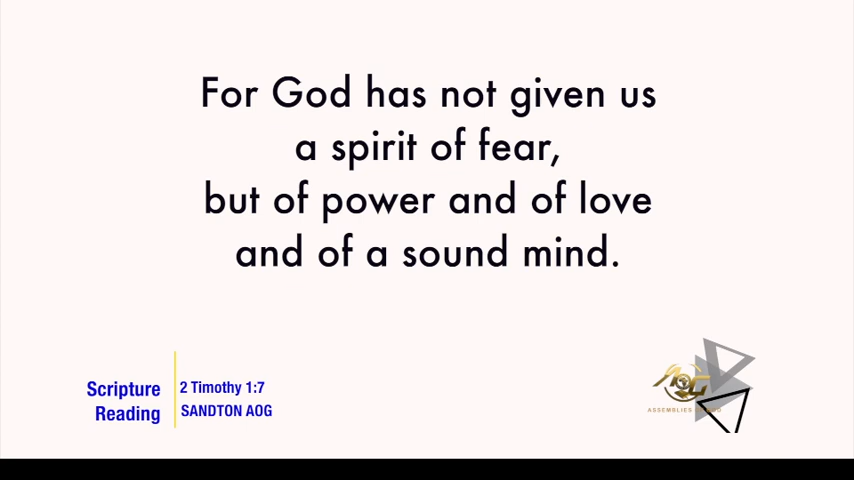 For God has not given us
a spirit of fear,
but of power and of love
and of a sound mind.
Scripture
Reading
2 Timothy 1:7
SANDTON AOG
AOG
ASSEMBLIES